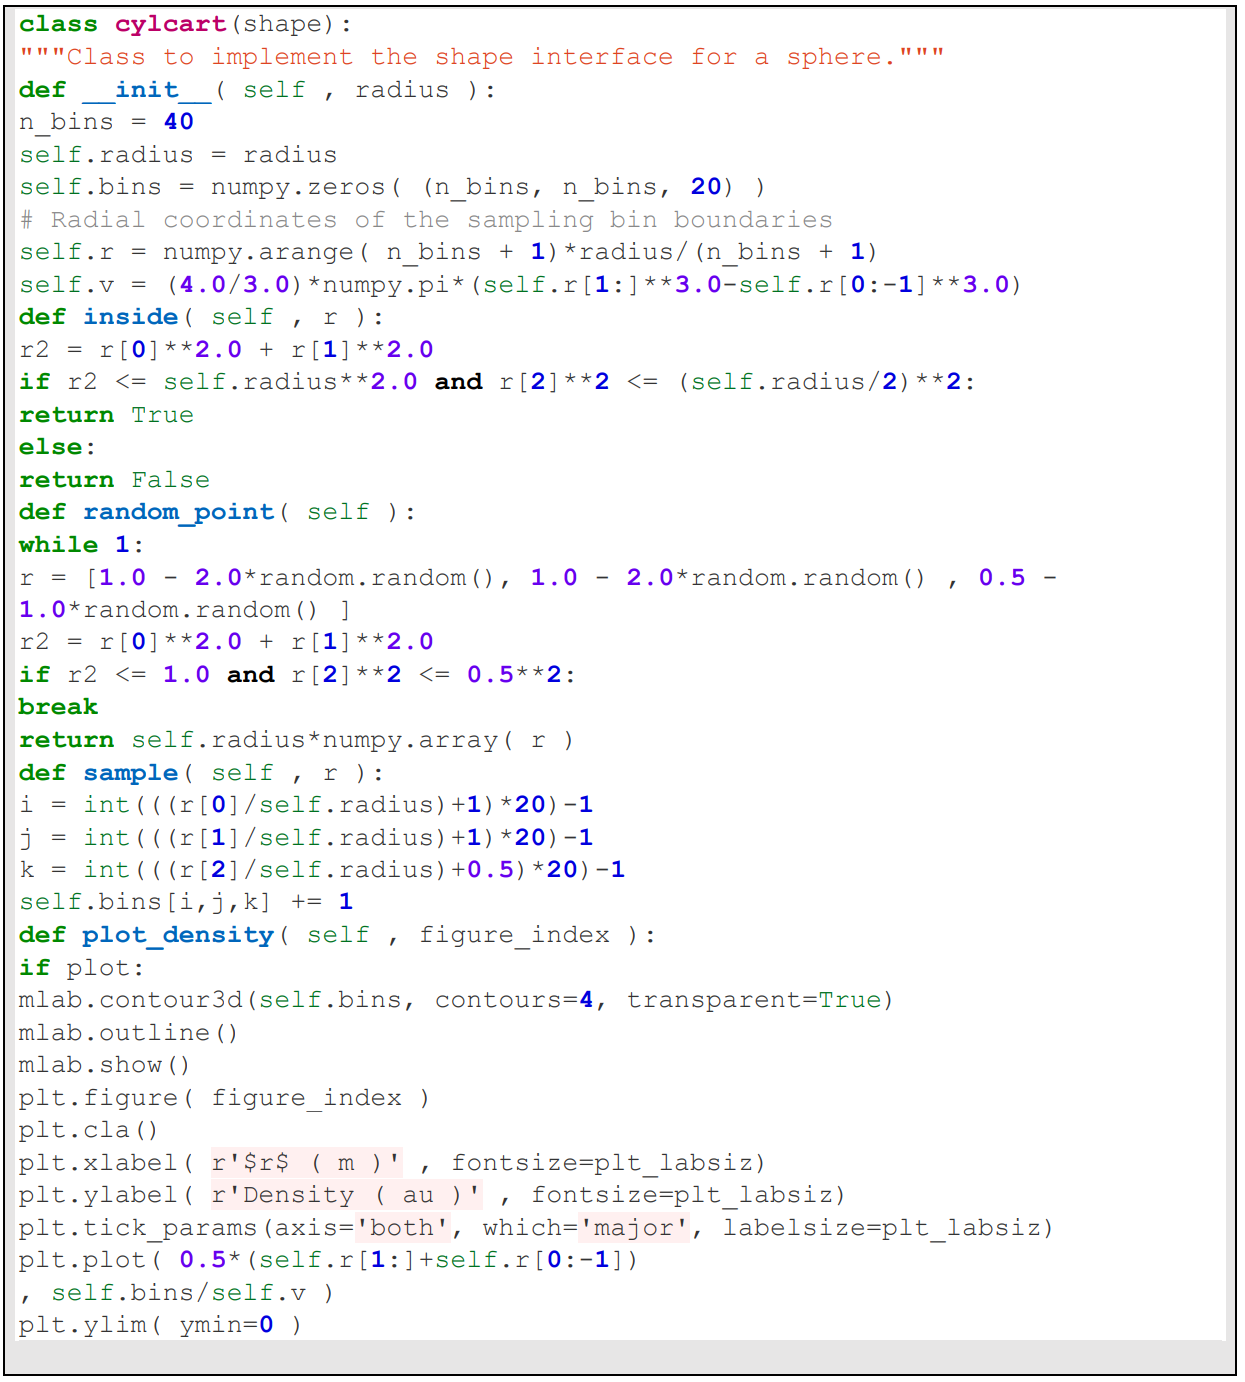 class cylcart(shape):
"""Class to implement the shape interface for a sphere."""
def __init__( self , radius ):
n_bins = 40
self.radius = radius
self.bins = numpy.zeros( (n_bins, n_bins, 20) )
# Radial coordinates of the sampling bin boundaries
self.r = numpy.arange( n_bins + 1)*radius/(n_bins + 1)
self.v = (4.0/3.0)*numpy.pi*(self.r[1:]**3.0-self.r[0:-1]**3.0)
def inside( self , r ):
r2 = r[0]**2.0 + r[1]**2.0
if r2 <= self.radius**2.0 and r[2]**2 <= (self.radius/2)**2:
return True
else:
return False
def random_point( self ):
while 1:
r = [1.0 - 2.0*random.random(), 1.0 - 2.0*random.random() , 0.5 -
1.0*random.random() ]
r2 = r[0]**2.0 + r[1]**2.0
if r2 <= 1.0 and r[2]**2 <= 0.5**2:
break
return self.radius*numpy.array( r )
def sample( self , r ):
i = int(((r[0]/self.radius)+1)*20)-1
j = int(((r[1]/self.radius)+1)*20)-1
k = int(((r[2]/self.radius)+0.5)*20)-1
self.bins[i,j,k] += 1
def plot_density( self , figure_index ):
if plot:
mlab.contour3d(self.bins, contours=4, transparent=True)
mlab.outline()
mlab.show()
plt.figure( figure_index )
plt.cla()
plt.xlabel( r'$r$ ( m )' , fontsize=plt_labsiz)
plt.ylabel( r'Density ( au )' , fontsize=plt_labsiz)
plt.tick_params(axis='both', which='major', labelsize=plt_labsiz)
plt.plot( 0.5*(self.r[1:]+self.r[0:-1])
, self.bins/self.v )
plt.ylim( ymin=0 )